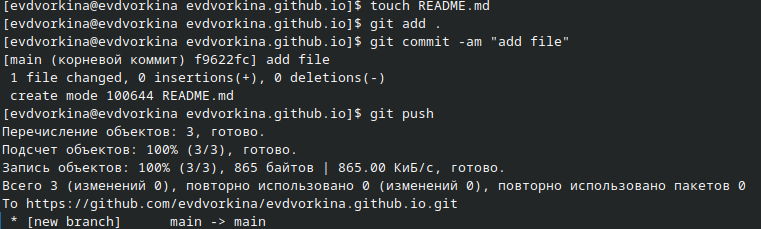 [evdvorkina@evdvorkina evdvorkina.github.io]$ touch README.md
[evdvorkina@evdvorkina evdvorkina.github.io]$ git add .
[evdvorkina@evdvorkina evdvorkina.github.io]$ git commit -am "add file"
[main (корневой коммит) f9622fc] add file
 1 file changed, 0 insertions(+), 0 deletions(-)
 create mode 100644 README.md
[evdvorkina@evdvorkina evdvorkina.github.io]$ git push
Перечисление объектов: 3, готово.
Подсчет объектов: 100% (3/3), готово.
Запись объектов: 100% (3/3), 865 байтов | 865.00 КиБ/с, готово.
Всего 3 (изменений 0), повторно использовано 0 (изменений 0), повторно использовано пакетов 0
To https://github.com/evdvorkina/evdvorkina.github.io.git
 * [new branch]      main -> main